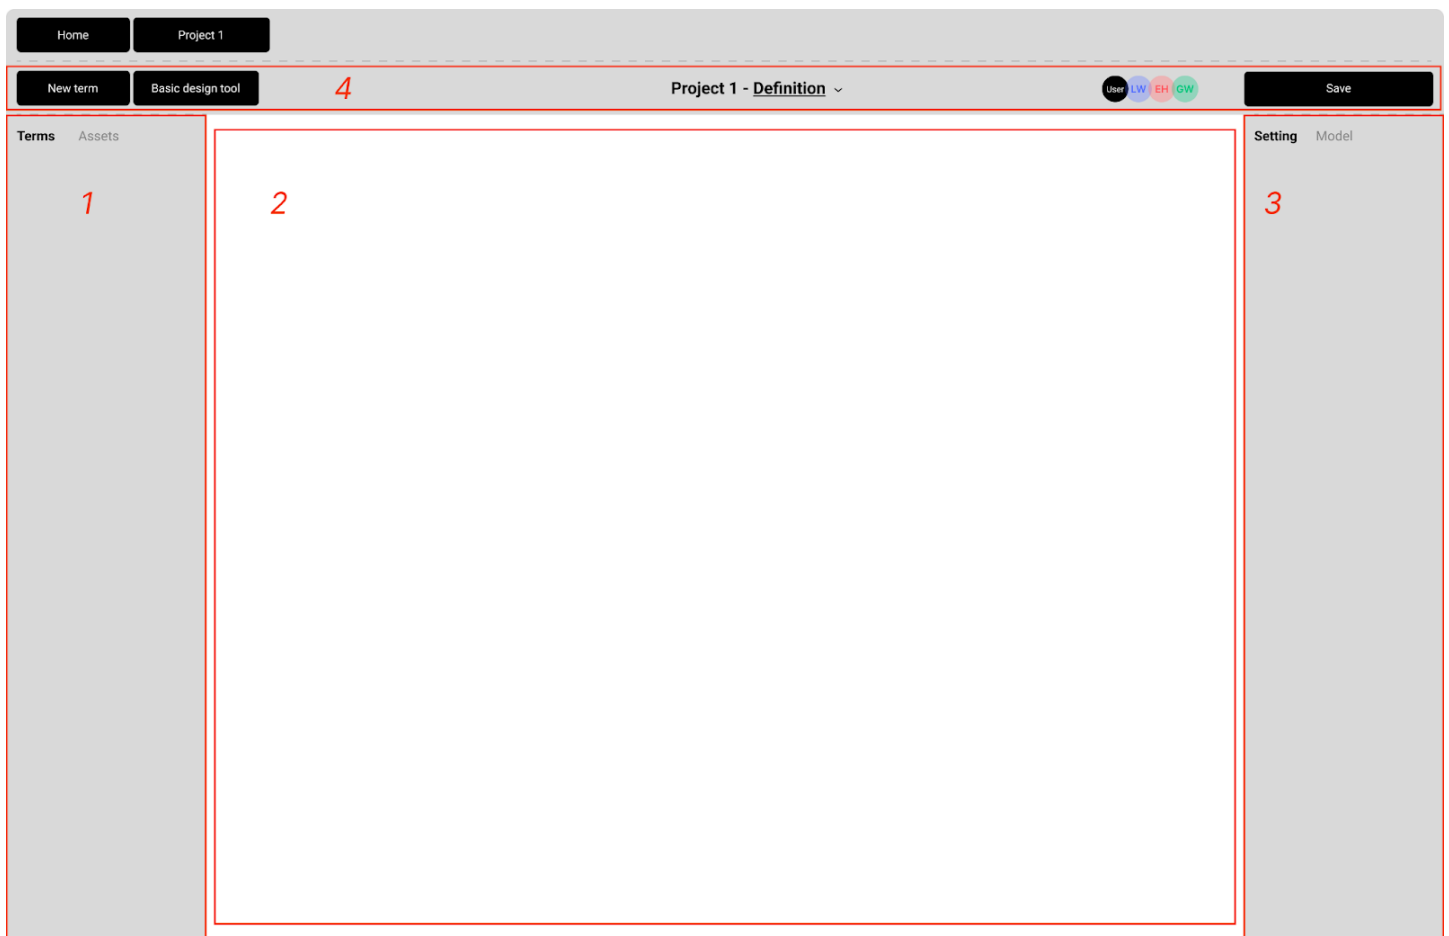 Home Project 1
New term Basic design tool 4 Project 1 - Definition User LW EH GW Save
Terms Assets Setting Model
1 2 3